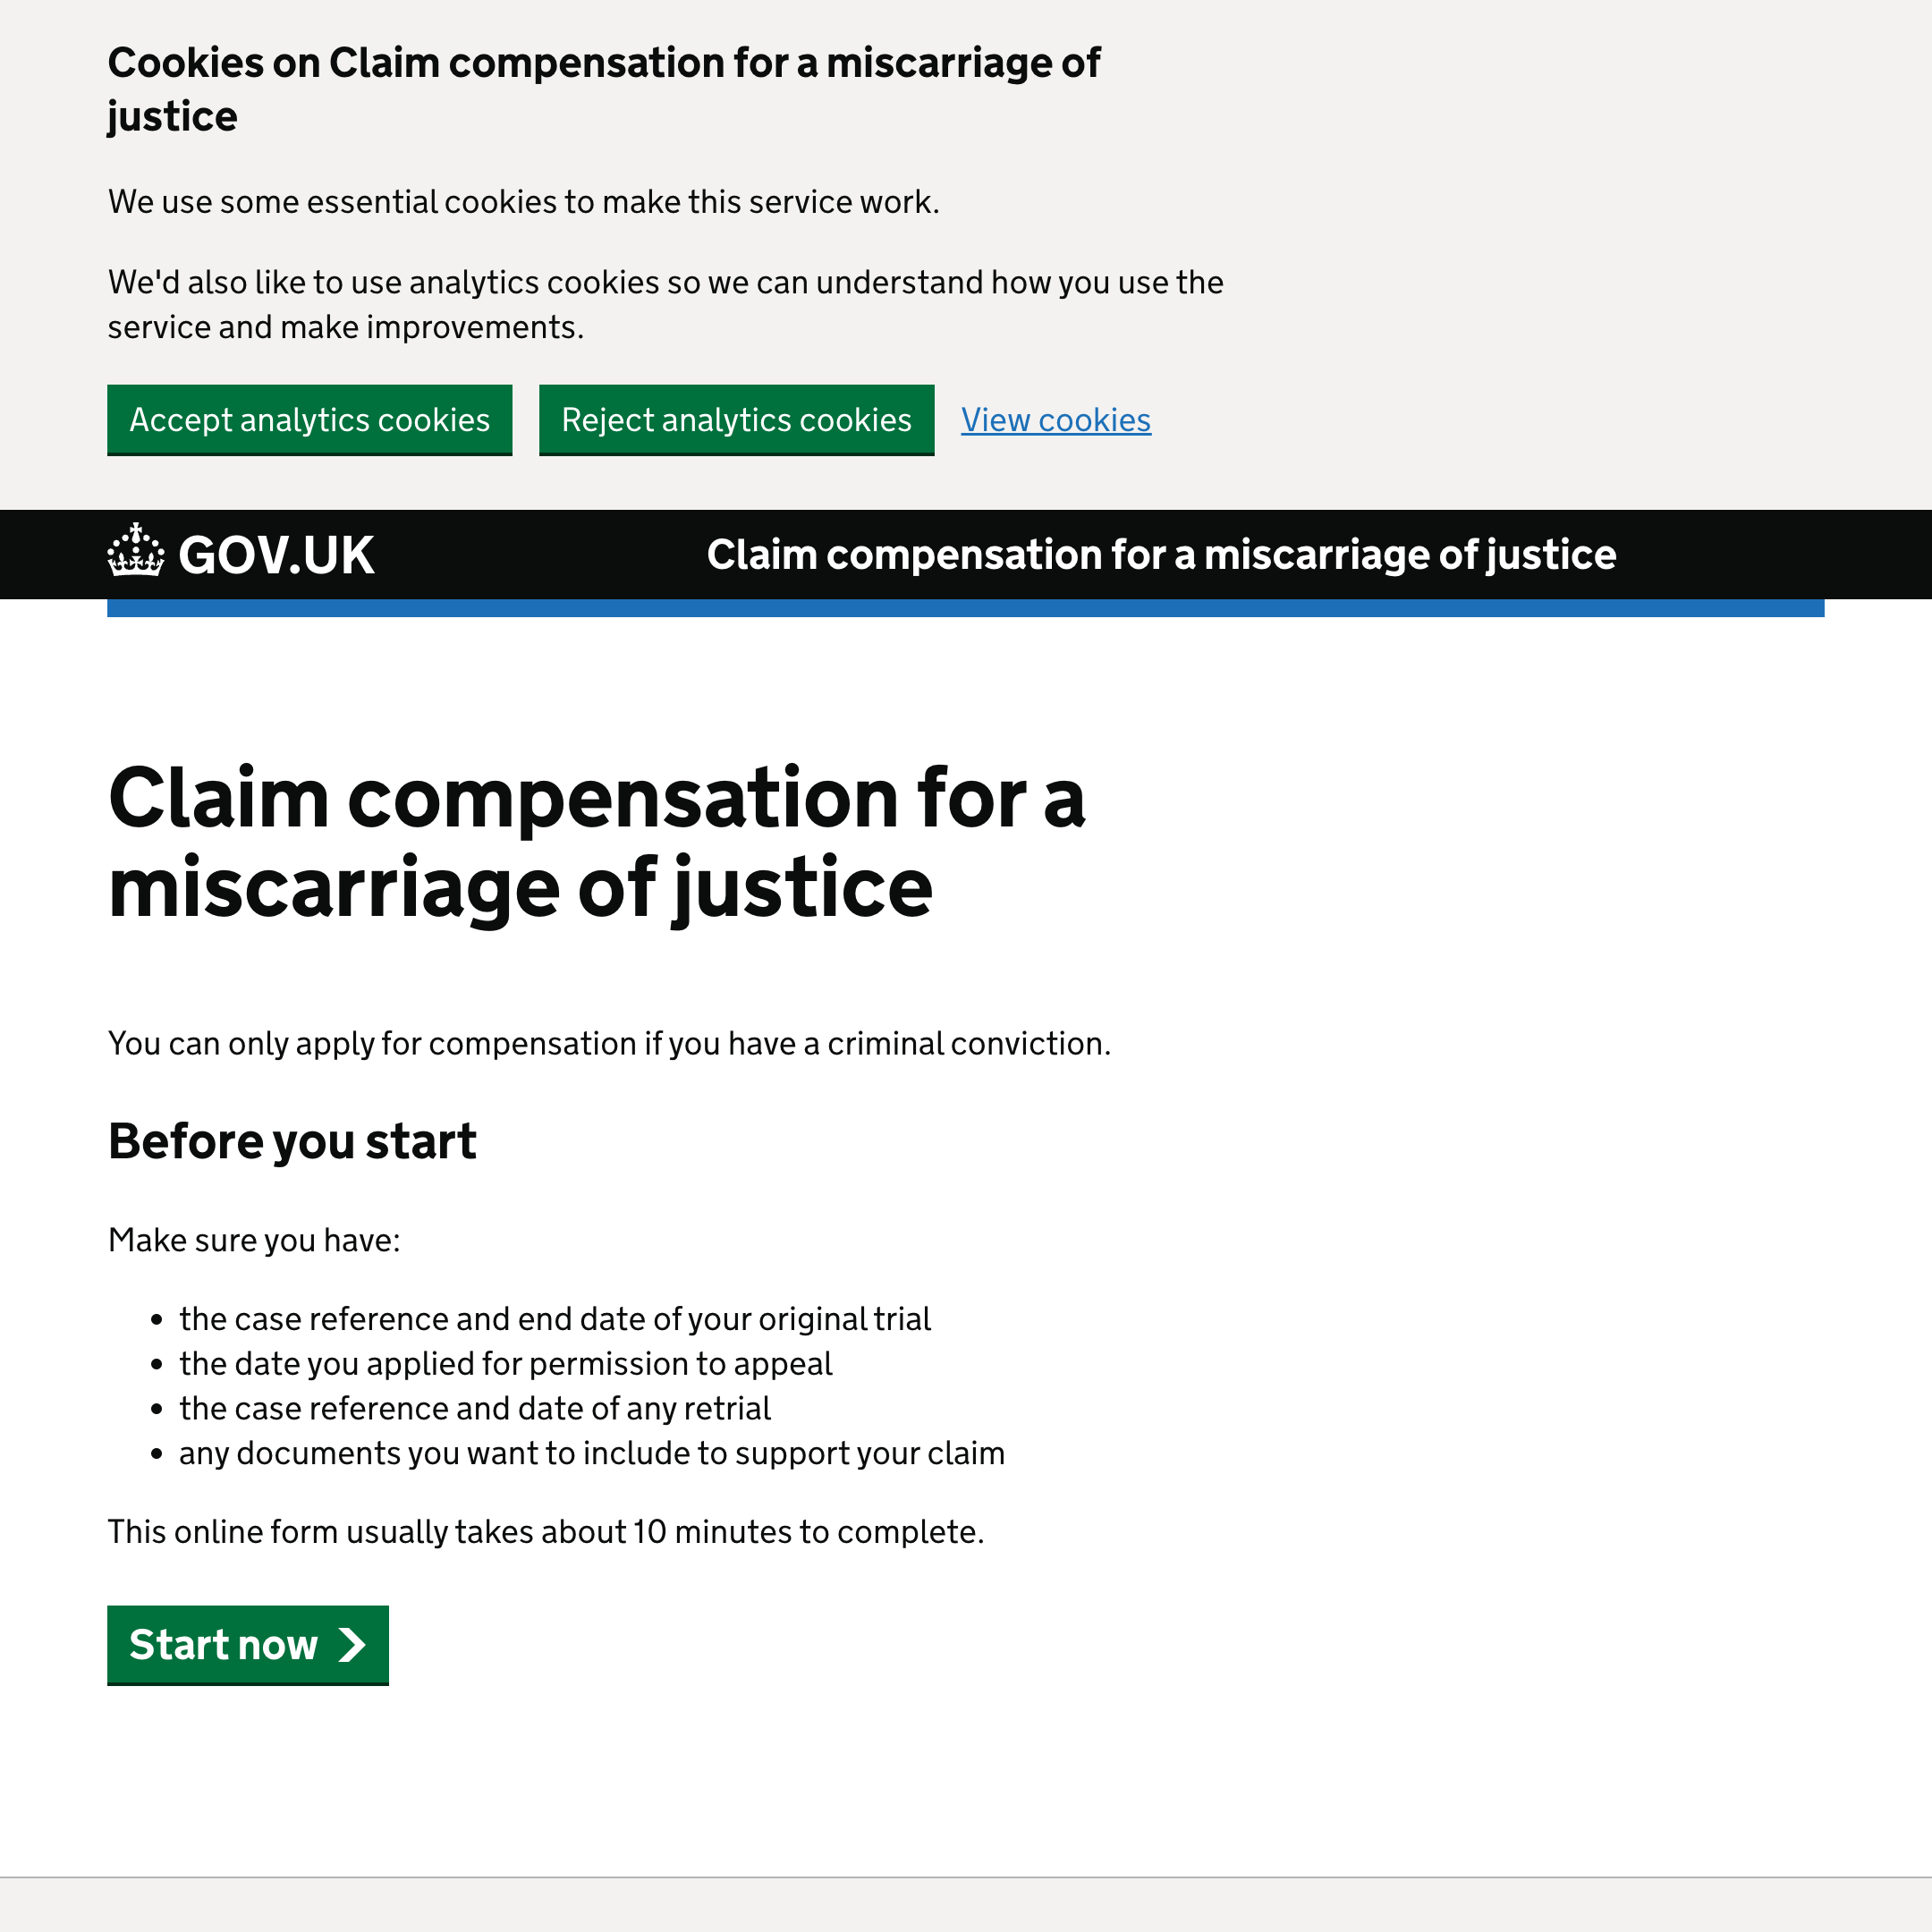 Cookies on Claim compensation for a miscarriage of
justice
We use some essential cookies to make this service work.
We'd also like to use analytics cookies so we can understand how you use the
service and make improvements.
Accept analytics cookies
Reject analytics cookies
View cookies
GOV.UK
Claim compensation for a miscarriage of justice
Claim compensation for a
miscarriage of justice
You can only apply for compensation if you have a criminal conviction.
Before you start
Make sure you have:
the case reference and end date of your original trial
the date you applied for permission to appeal
the case reference and date of any retrial
any documents you want to include to support your claim
This online form usually takes about 10 minutes to complete.
Start now